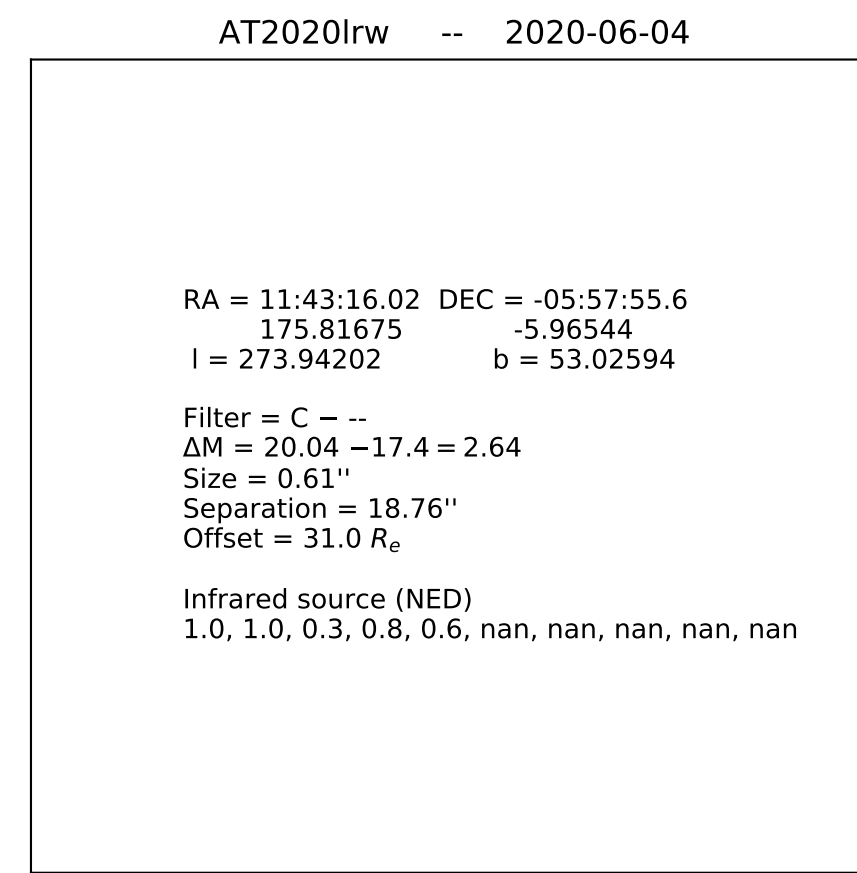 AT2020lrw -- 2020-06-04
RA = 11:43:16.02 DEC = -05:57:55.6
175.81675 -5.96544
l = 273.94202 b = 53.02594
Filter = C − --
ΔM = 20.04 −17.4 = 2.64
Size = 0.61''
Separation = 18.76''
Offset = 31.0 Re
Infrared source (NED)
1.0, 1.0, 0.3, 0.8, 0.6, nan, nan, nan, nan, nan